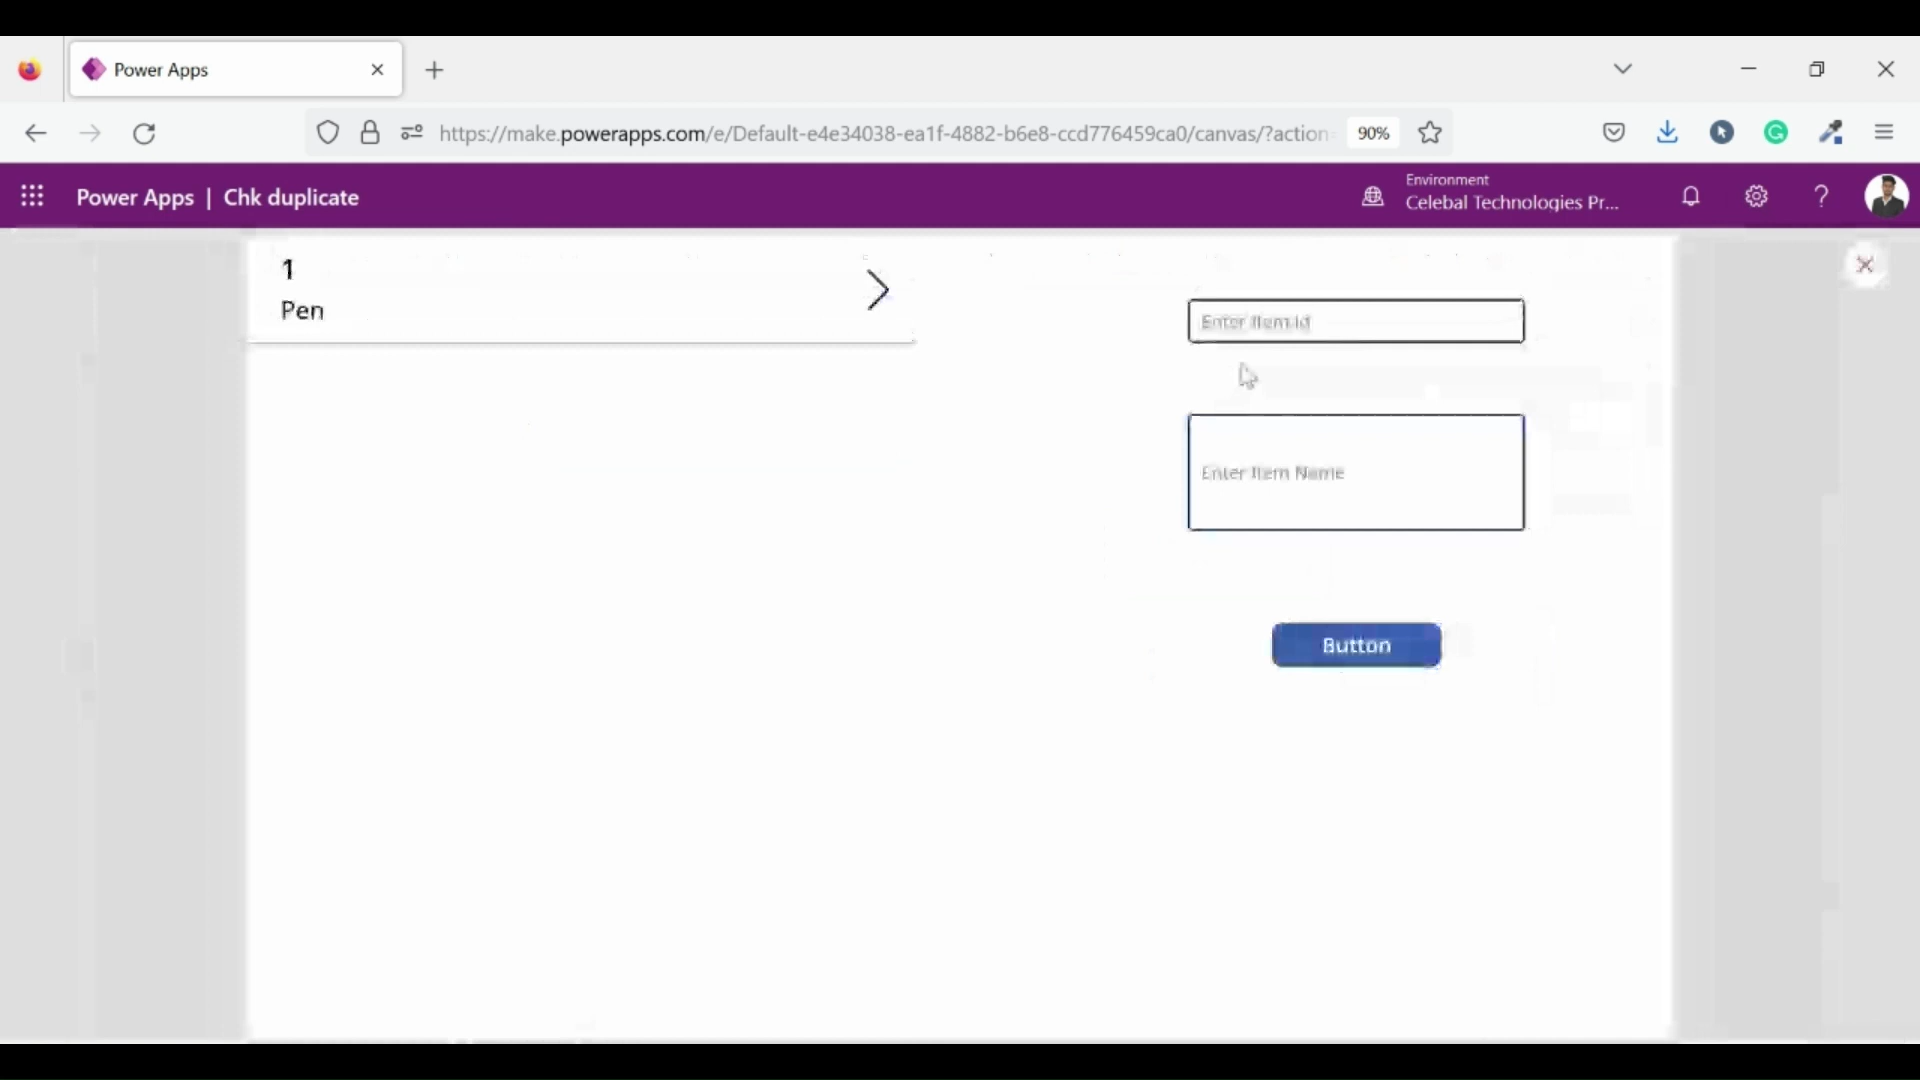 Power Apps
https://make.powerapps.com/e/Default-e4e34038-ea1f-4882-b6e8-ccd776459ca0/canvas/?action
90%
Power Apps | Chk duplicate
Environment
Celebal Technologies Pr...
1
Pen
Enter Item Id
Enter Item Name
Button